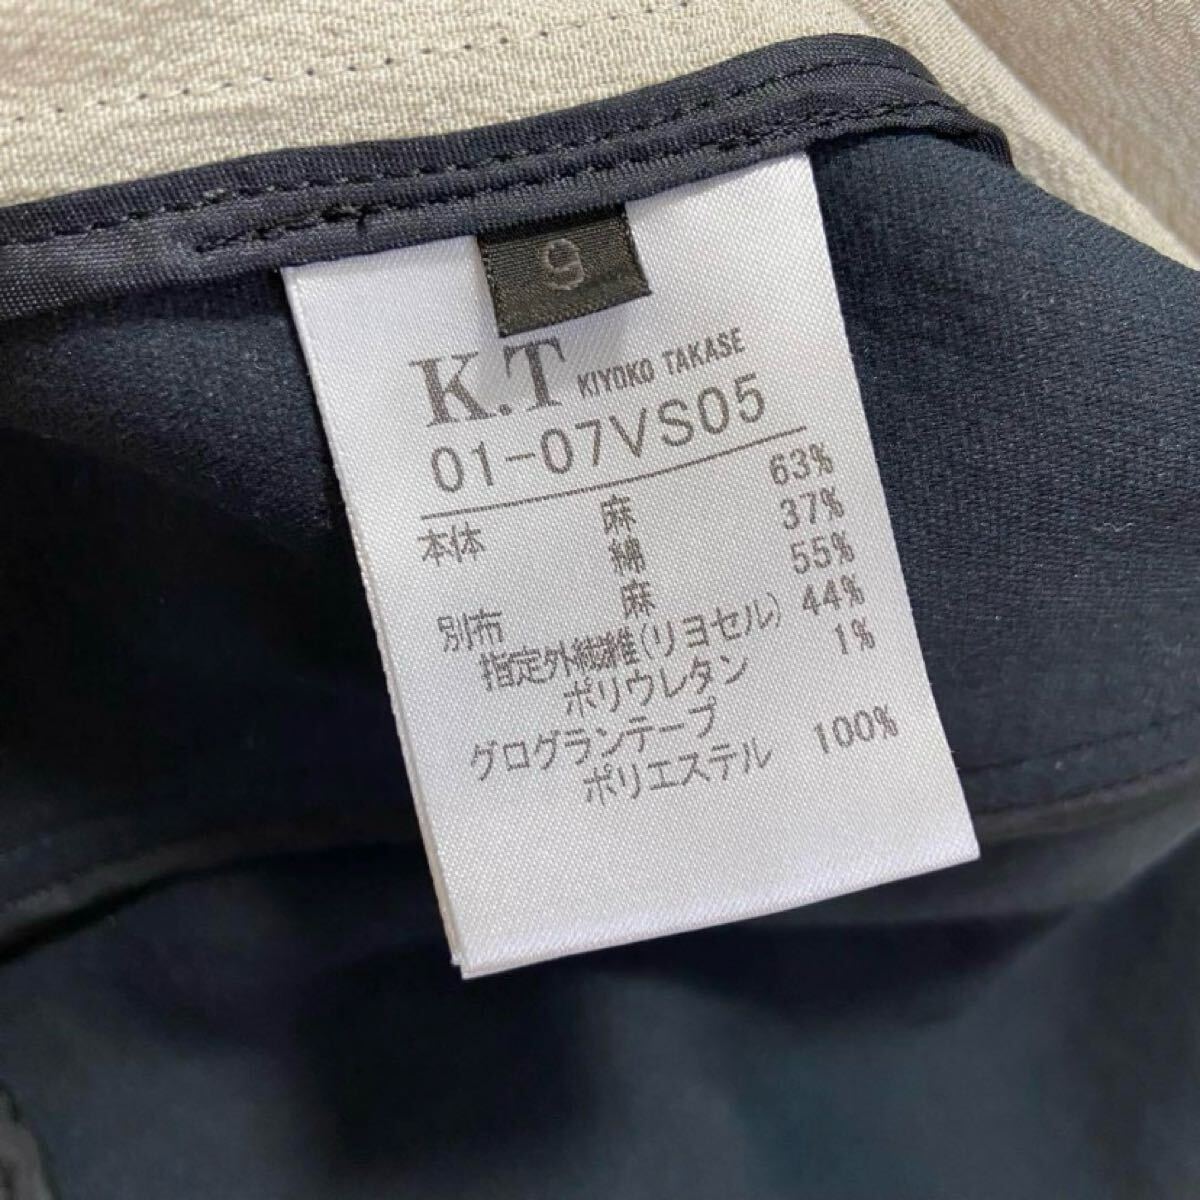 9
K.T KIYOKO TAKASE
01-07VS05
本体 麻 63%
綿 37%
別布 麻 55%
指定外繊維(リヨセル) 44%
ポリウレタン 1%
グログランテープ
ポリエステル 100%